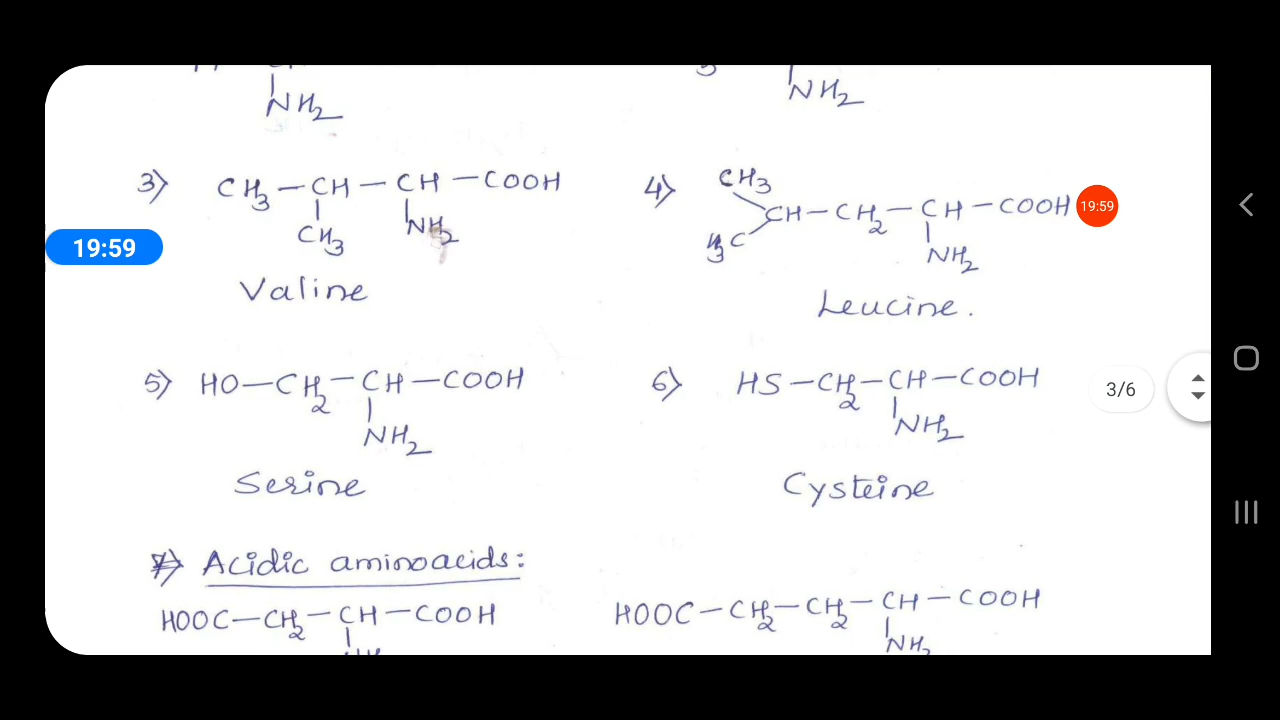 NH2
NH2
3) CH3 — CH — CH — COOH
CH3 NH2
Valine
4) CH3
CH — CH2 — CH — COOH
H3C
NH2
Leucine.
19:59
19:59
5) HO — CH2 — CH — COOH
NH2
Serine
6) HS — CH2 — CH — COOH
NH2
Cysteine
3/6
Acidic aminoacids:
HOOC — CH2 — CH — COOH
HOOC — CH2 — CH2 — CH — COOH
NH2